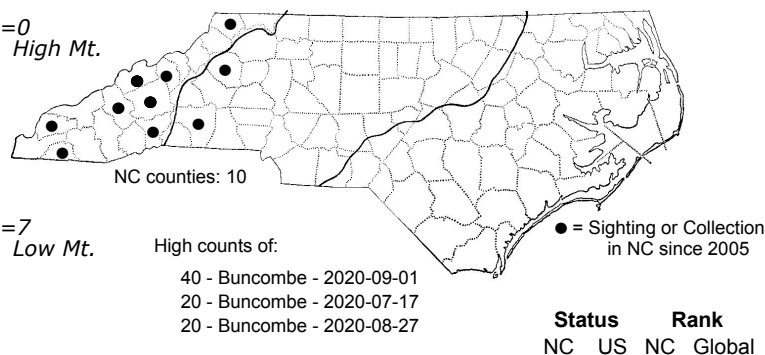 =0
High Mt.
NC counties: 10
=7
Low Mt.
High counts of:
40 - Buncombe - 2020-09-01
20 - Buncombe - 2020-07-17
20 - Buncombe - 2020-08-27
● = Sighting or Collection
in NC since 2005
Status Rank
NC US NC Global